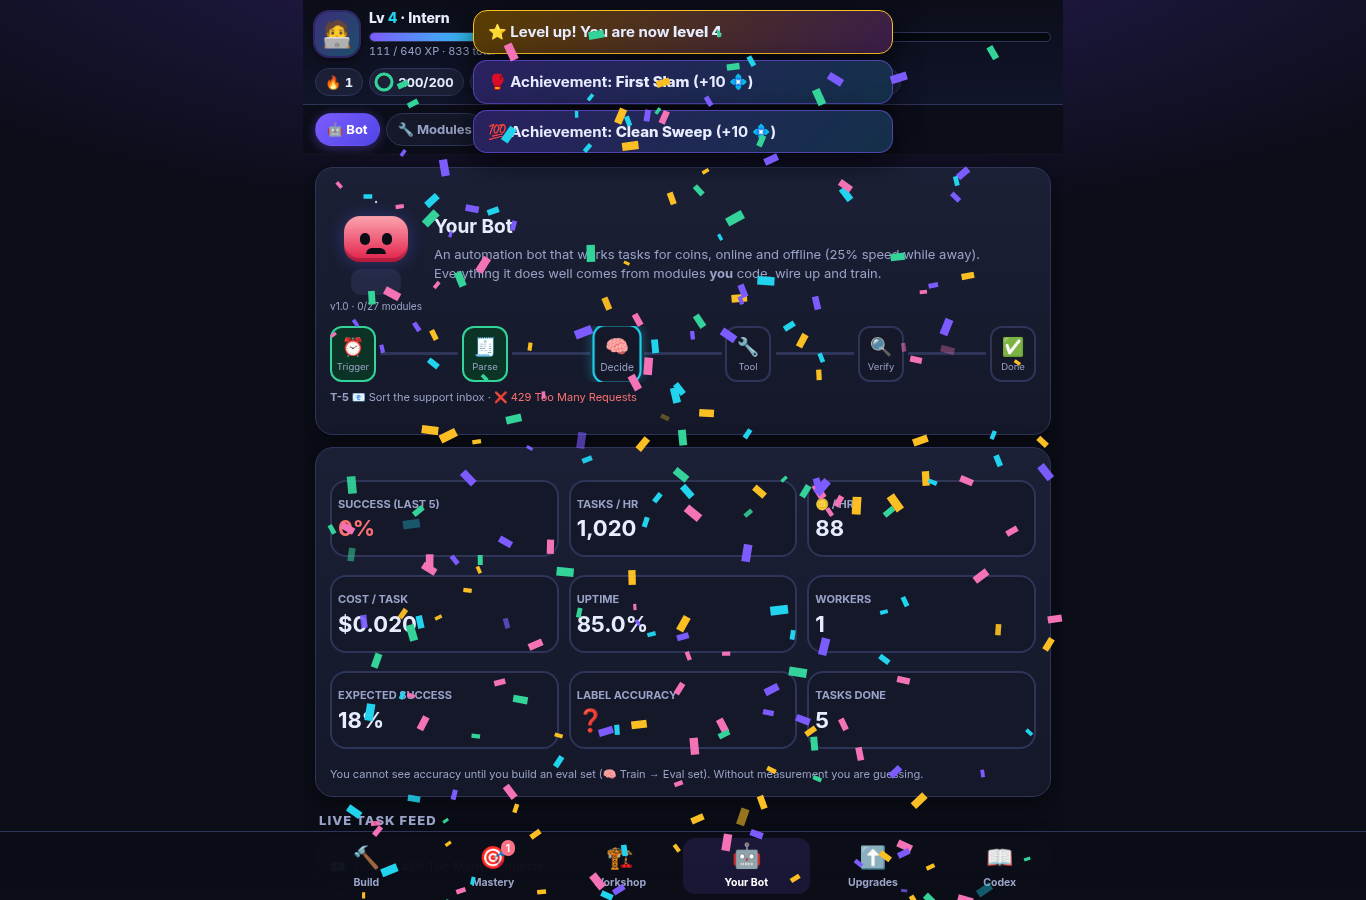 Lv 4 · Intern
111 / 640 XP · 833
🔥 1
200/200
⭐ Level up! You are now level 4
🥊 Achievement: First Slam (+10 💠)
💯 Achievement: Clean Sweep (+10 💠)
🤖 Bot
🔧 Modules
Your Bot
An automation bot that works tasks for coins, online and offline (25% speed while away).
Everything it does well comes from modules you code, wire up and train.
v1.0 · 0/27 modules
Trigger
Parse
Decide
Tool
Verify
Done
T-5 📧 Sort the support inbox · ❌ 429 Too Many Requests
SUCCESS (LAST 5)
0%
TASKS / HR
1,020
🪙 / HR
88
COST / TASK
$0.020
UPTIME
85.0%
WORKERS
1
EXPECTED SUCCESS
18%
LABEL ACCURACY
❓
TASKS DONE
5
You cannot see accuracy until you build an eval set (🧠 Train → Eval set). Without measurement you are guessing.
LIVE TASK FEED
1
Build
Mastery
Workshop
Your Bot
Upgrades
Codex